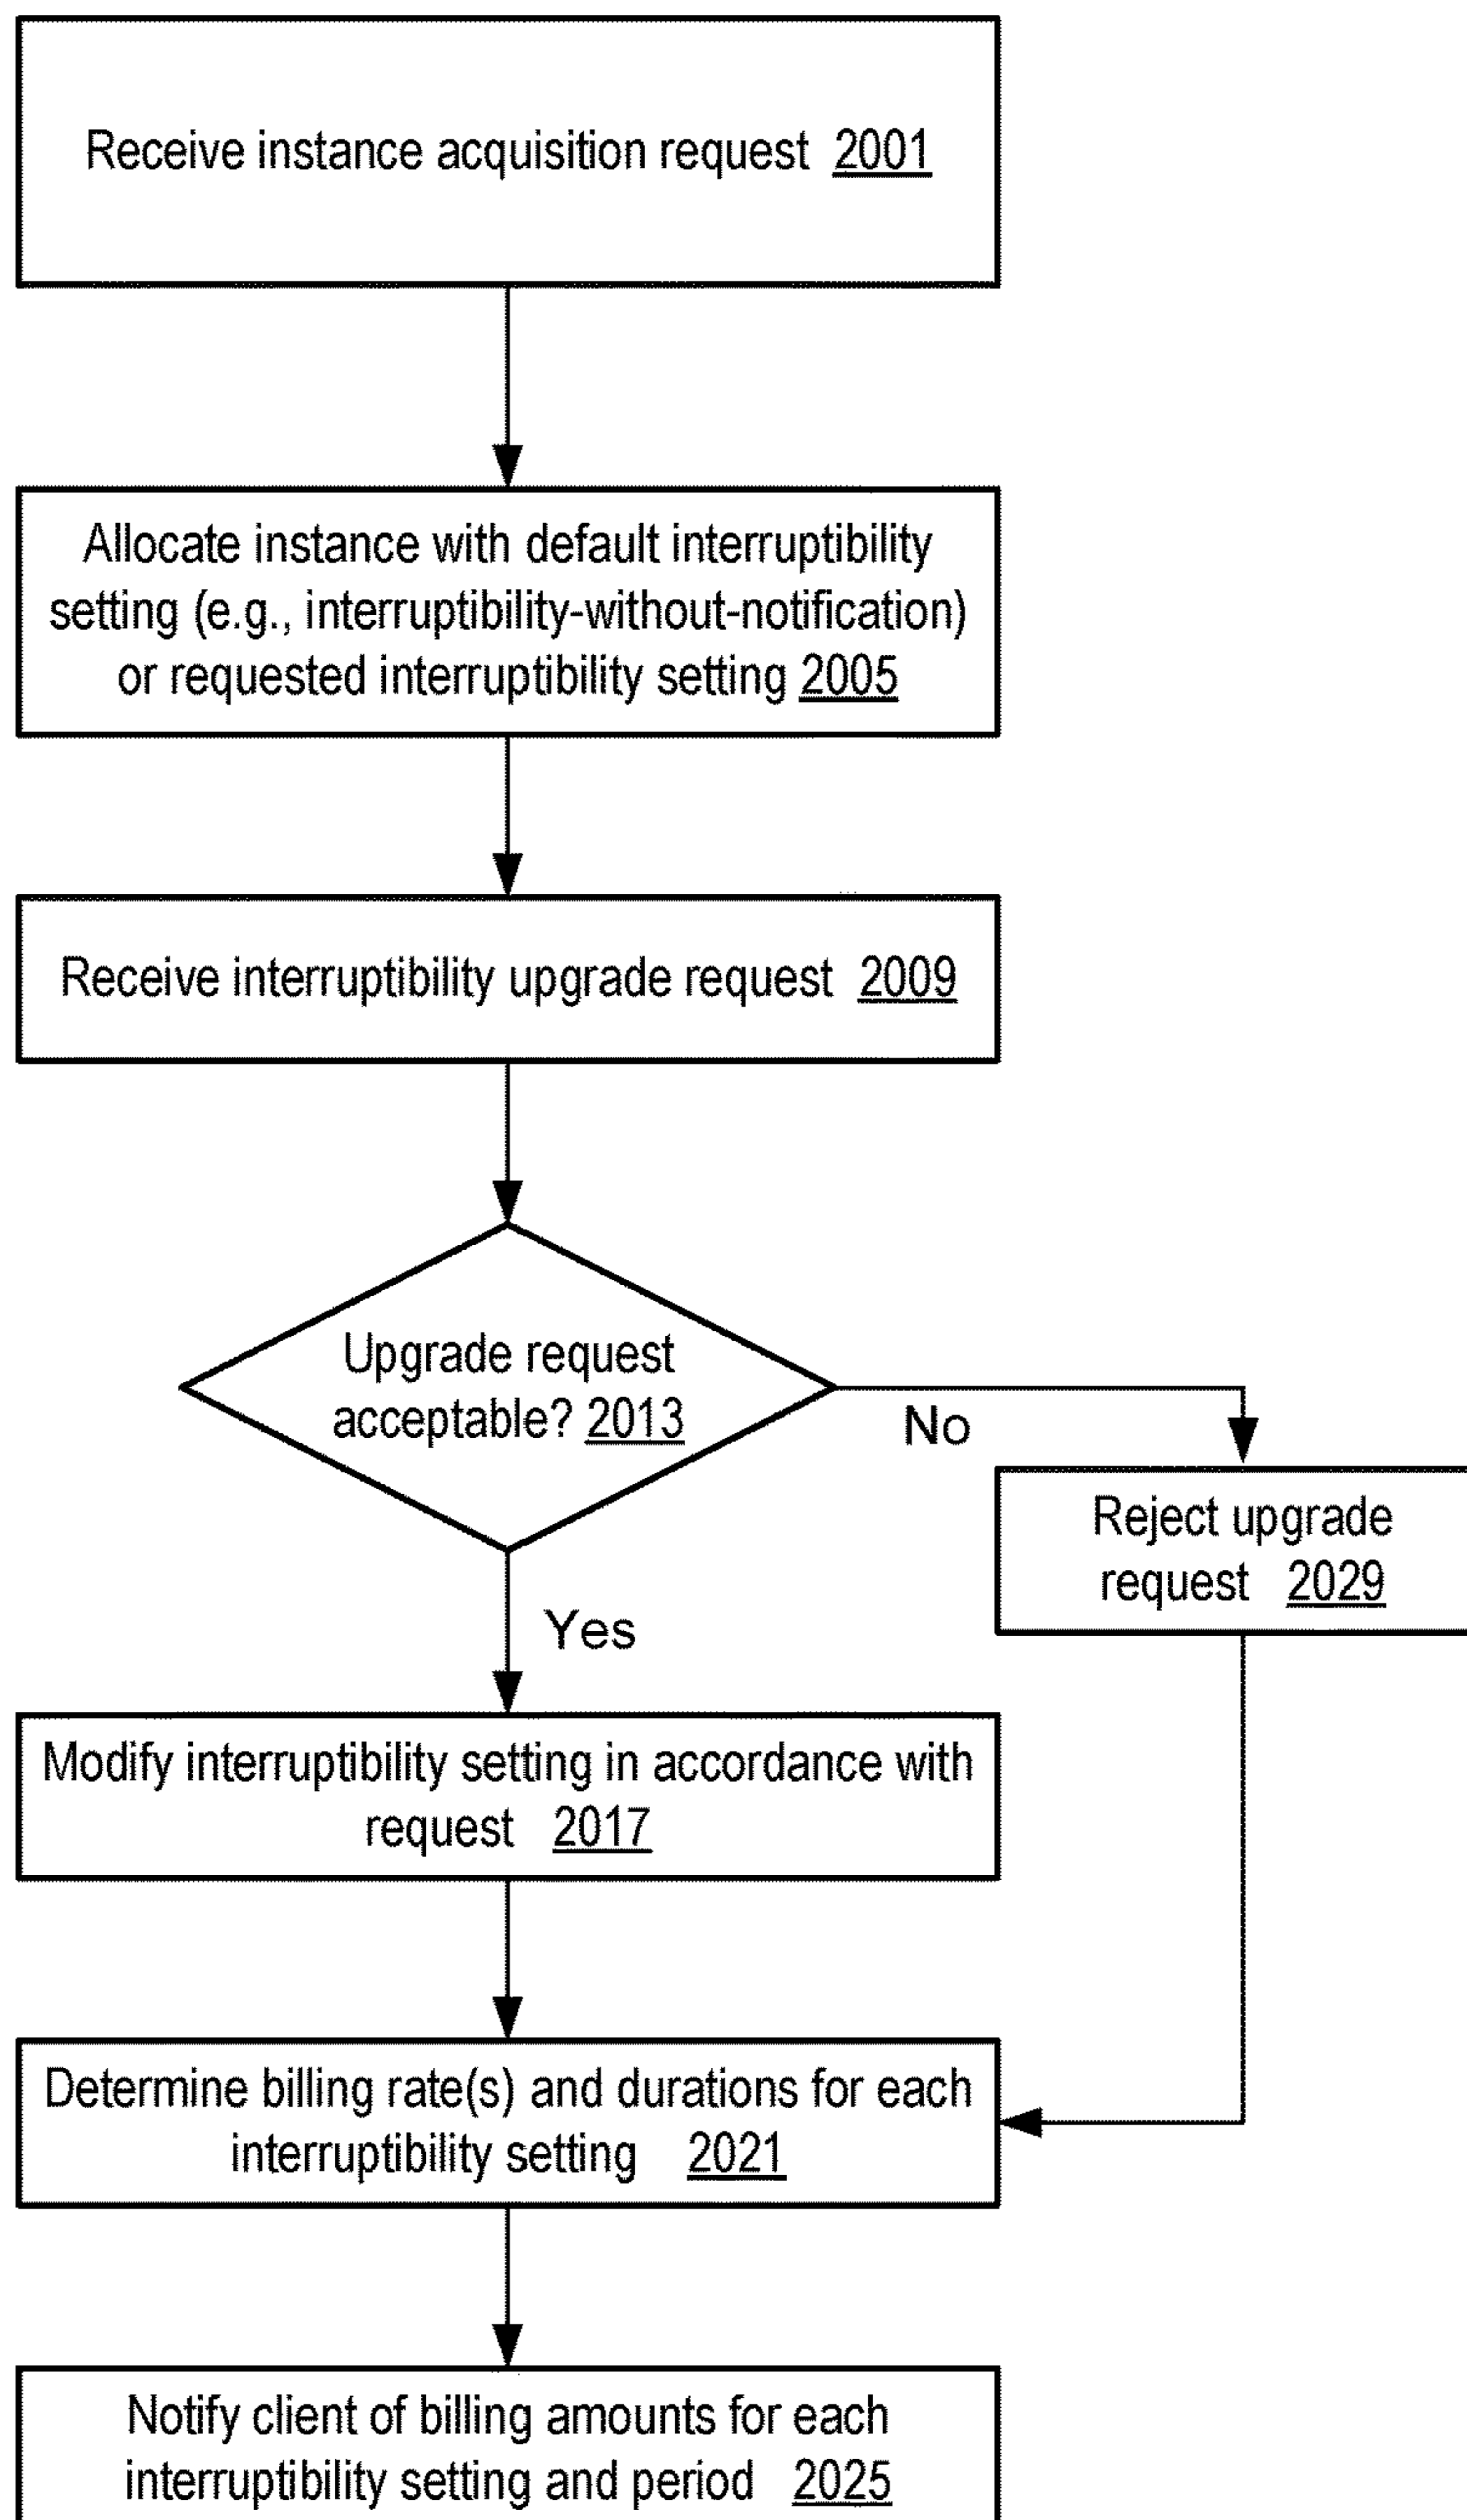 Receive instance acquisition request 2001
Allocate instance with default interruptibility
setting (e.g., interruptibility-without-notification)
or requested interruptibility setting 2005
Receive interruptibility upgrade request 2009
Upgrade request
acceptable? 2013
No
Reject upgrade
request 2029
Yes
Modify interruptibility setting in accordance with
request 2017
Determine billing rate(s) and durations for each
interruptibility setting 2021
Notify client of billing amounts for each
interruptibility setting and period 2025